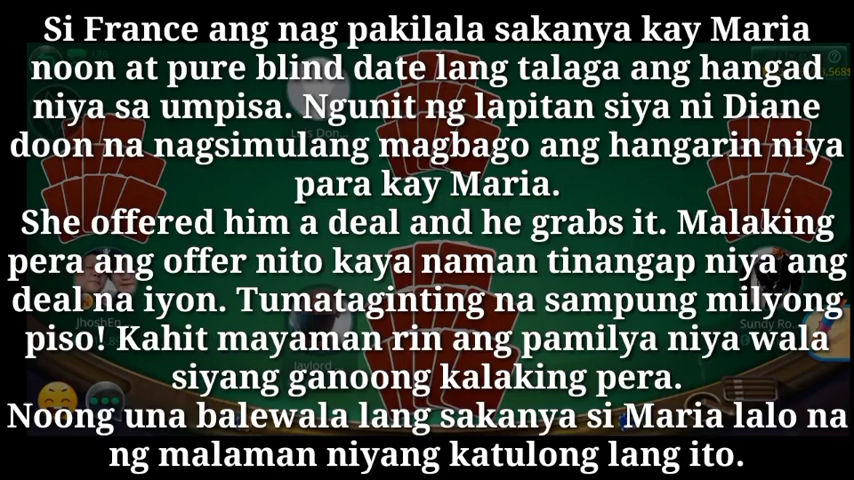 Si France ang nag pakilala sakanya kay Maria
noon at pure blind date lang talaga ang hangad
niya sa umpisa. Ngunit ng lapitan siya ni Diane
doon na nagsimulang magbago ang hangarin niya
para kay Maria.
She offered him a deal and he grabs it. Malaking
pera ang offer nito kaya naman tinangap niya ang
deal na iyon. Tumataginting na sampung milyong
piso! Kahit mayaman rin ang pamilya niya wala
siyang ganoong kalaking pera.
Noong una balewala lang sakanya si Maria lalo na
ng malaman niyang katulong lang ito.
JhoshEn...
Jaylord
Sundy Ro...